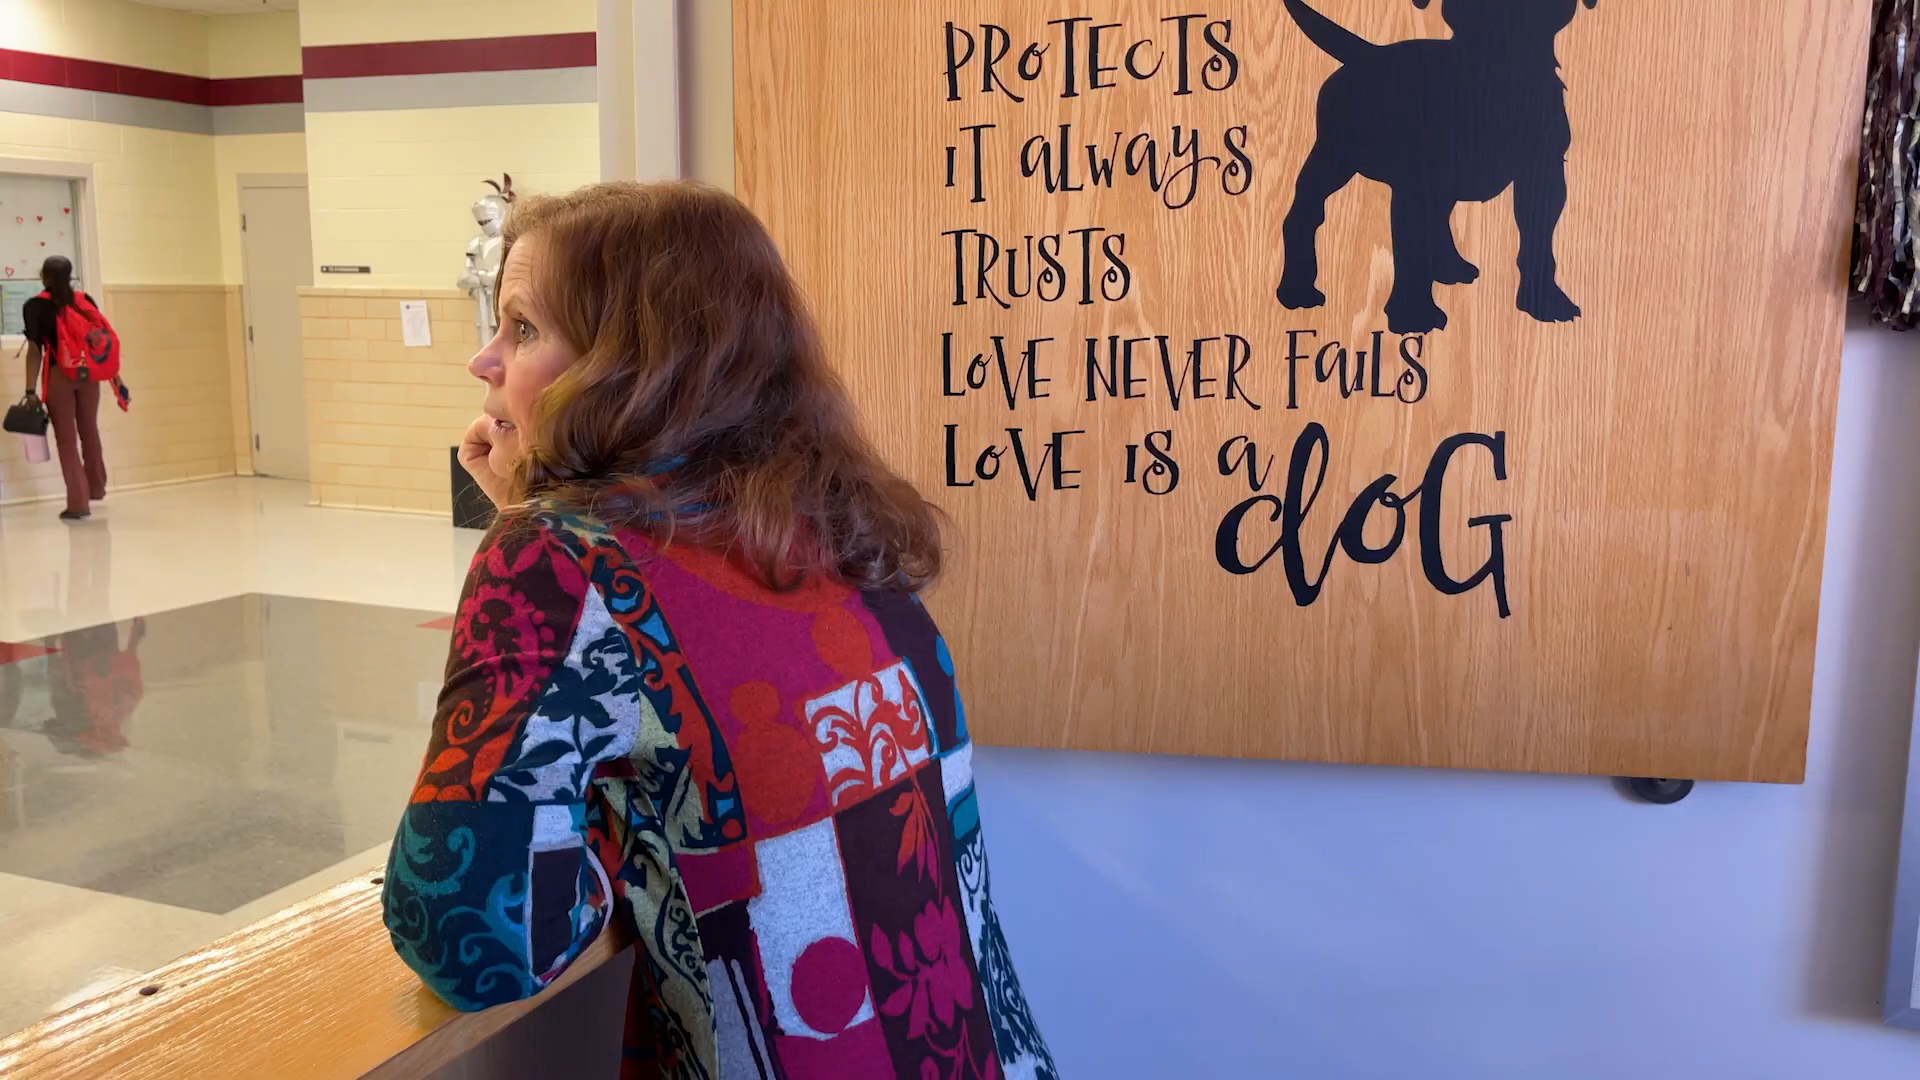 PRoTEcTS
iT aLwayS
TRUSTS
LoVE NEVER FaiLS
LoVE iS a
doG